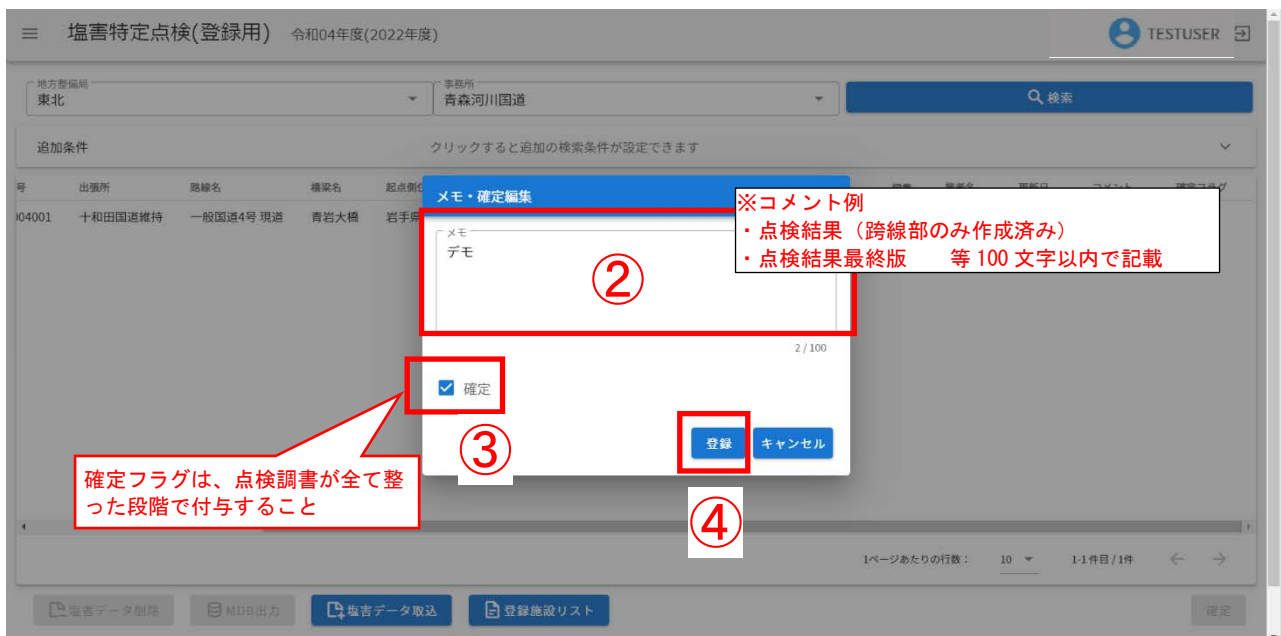 塩害特定点検(登録用) 令和04年度(2022年度)
TESTUSER
地方整備局
東北
事務所
青森河川国道
検索
追加条件
クリックすると追加の検索条件が設定できます
号 出張所 路線名 橋梁名 起点側 更新日 コメント 確定フラグ
004001 十和田国道維持 一般国道4号 現道 青岩大橋 岩手県
メモ・確定編集
メモ
デモ
②
※コメント例
・点検結果（跨線部のみ作成済み）
・点検結果最終版 等 100 文字以内で記載
2 / 100
確定
③
登録
キャンセル
④
確定フラグは、点検調書が全て整
った段階で付与すること
1ページあたりの行数： 10 1-1件目/1件
塩害データ削除
MDB出力
塩害データ取込
登録施設リスト
確定